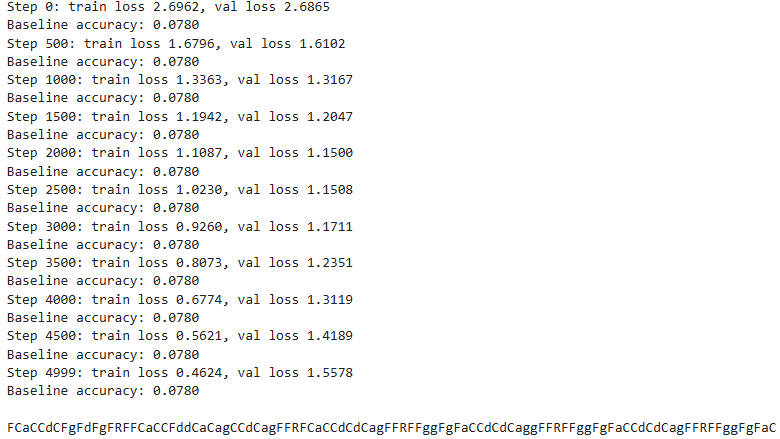 Step 0: train loss 2.6962, val loss 2.6865
Baseline accuracy: 0.0780
Step 500: train loss 1.6796, val loss 1.6102
Baseline accuracy: 0.0780
Step 1000: train loss 1.3363, val loss 1.3167
Baseline accuracy: 0.0780
Step 1500: train loss 1.1942, val loss 1.2047
Baseline accuracy: 0.0780
Step 2000: train loss 1.1087, val loss 1.1500
Baseline accuracy: 0.0780
Step 2500: train loss 1.0230, val loss 1.1508
Baseline accuracy: 0.0780
Step 3000: train loss 0.9260, val loss 1.1711
Baseline accuracy: 0.0780
Step 3500: train loss 0.8073, val loss 1.2351
Baseline accuracy: 0.0780
Step 4000: train loss 0.6774, val loss 1.3119
Baseline accuracy: 0.0780
Step 4500: train loss 0.5621, val loss 1.4189
Baseline accuracy: 0.0780
Step 4999: train loss 0.4624, val loss 1.5578
Baseline accuracy: 0.0780
FCaCCdCFgFdFgFRFFCaCCFddCaCagCCdCagFFRFCaCCdCdCagFFRFFggFgFaCCdCdCaggFFRFFggFgFaCCdCdCagFFRFFggFgFaC